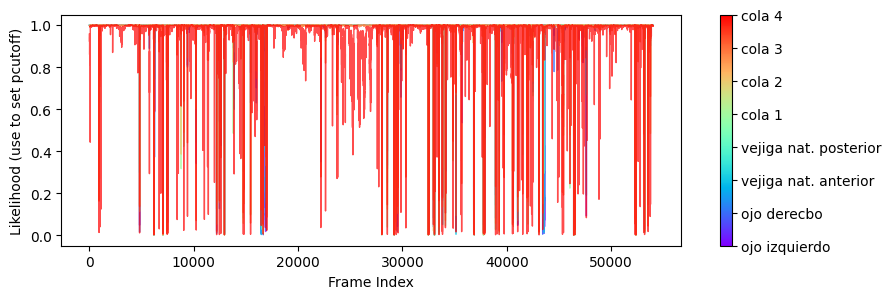 Likelihood (use to set pcutoff)
1.0
0.8
0.6
0.4
0.2
0.0
0
10000
20000
30000
40000
50000
Frame Index
cola 4
cola 3
cola 2
cola 1
vejiga nat. posterior
vejiga nat. anterior
ojo derecbo
ojo izquierdo